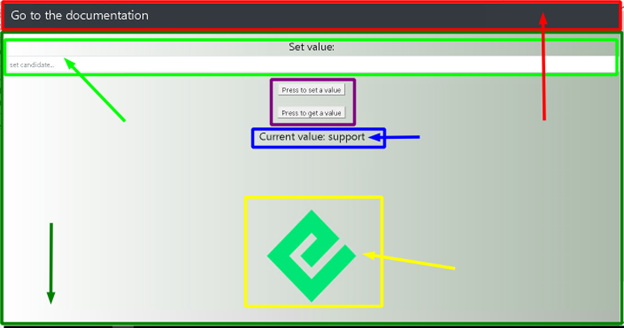 Go to the documentation
Set value:
set candidate...
Press to set a value
Press to get a value
Current value: support